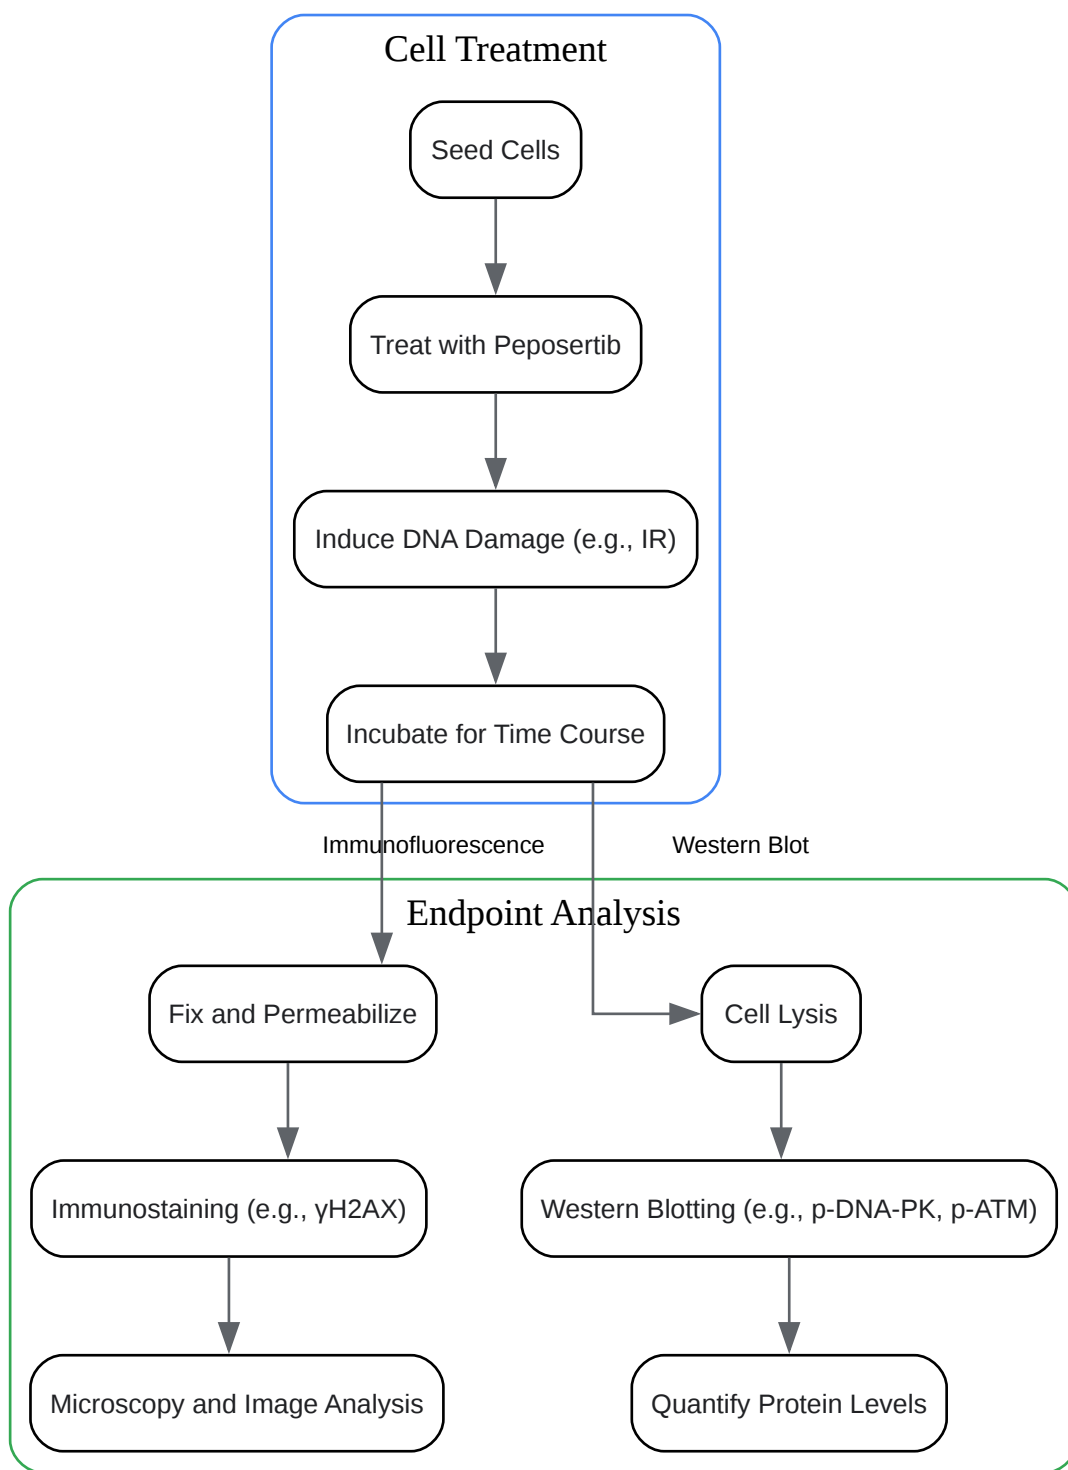 Cell Treatment
Seed Cells
Treat with Peposertib
Induce DNA Damage (e.g., IR)
Incubate for Time Course
Immunofluorescence
Western Blot
Endpoint Analysis
Fix and Permeabilize
Cell Lysis
Immunostaining (e.g., γH2AX)
Western Blotting (e.g., p-DNA-PK, p-ATM)
Microscopy and Image Analysis
Quantify Protein Levels